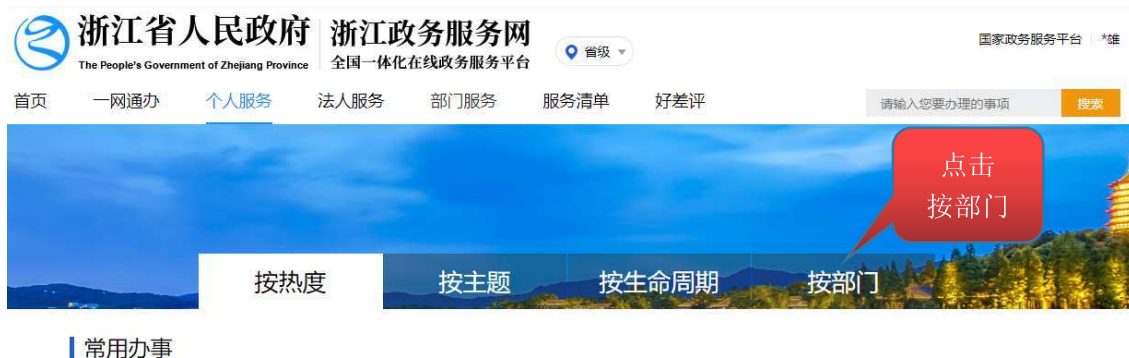 浙江省人民政府 浙江政务服务网
The People's Government of Zhejiang Province 全国一体化在线政务服务平台 省级
国家政务服务平台 *雄
首页 一网通办 个人服务 法人服务 部门服务 服务清单 好差评 请输入您要办理的事项 搜索
点击
按部门
按热度 按主题 按生命周期 按部门
常用办事